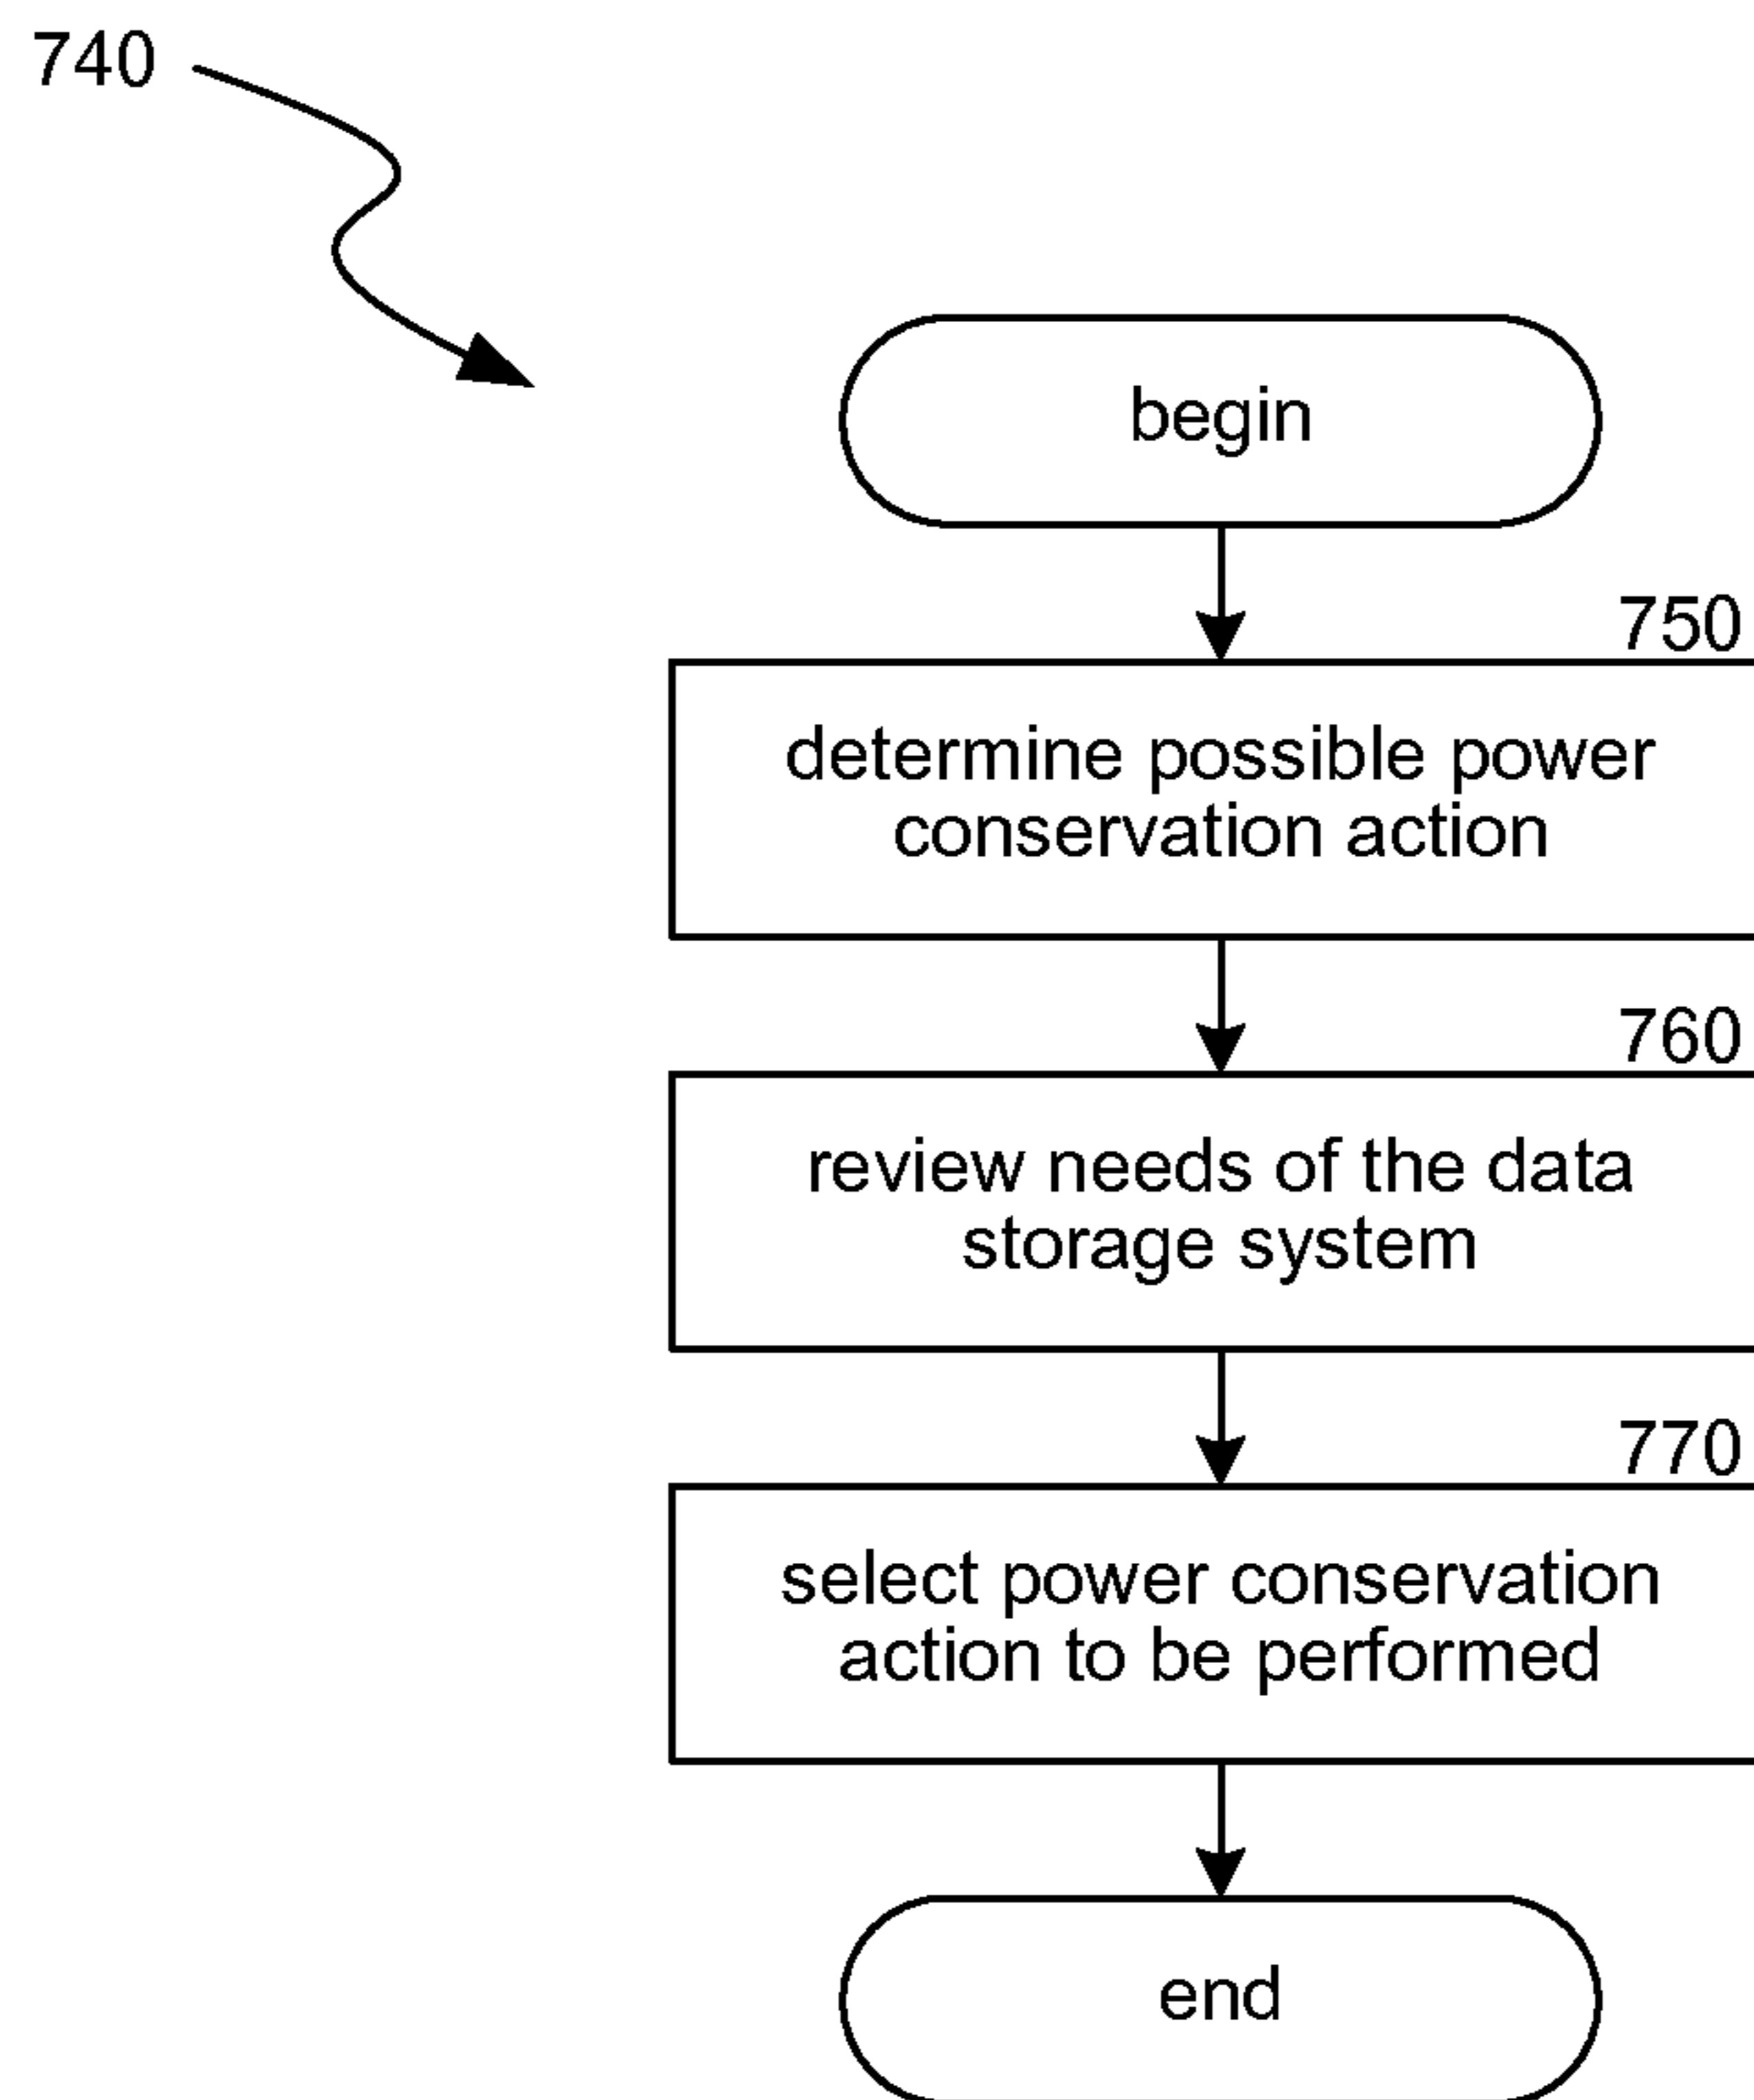 740
begin
750
determine possible power
conservation action
760
review needs of the data
storage system
770
select power conservation
action to be performed
end